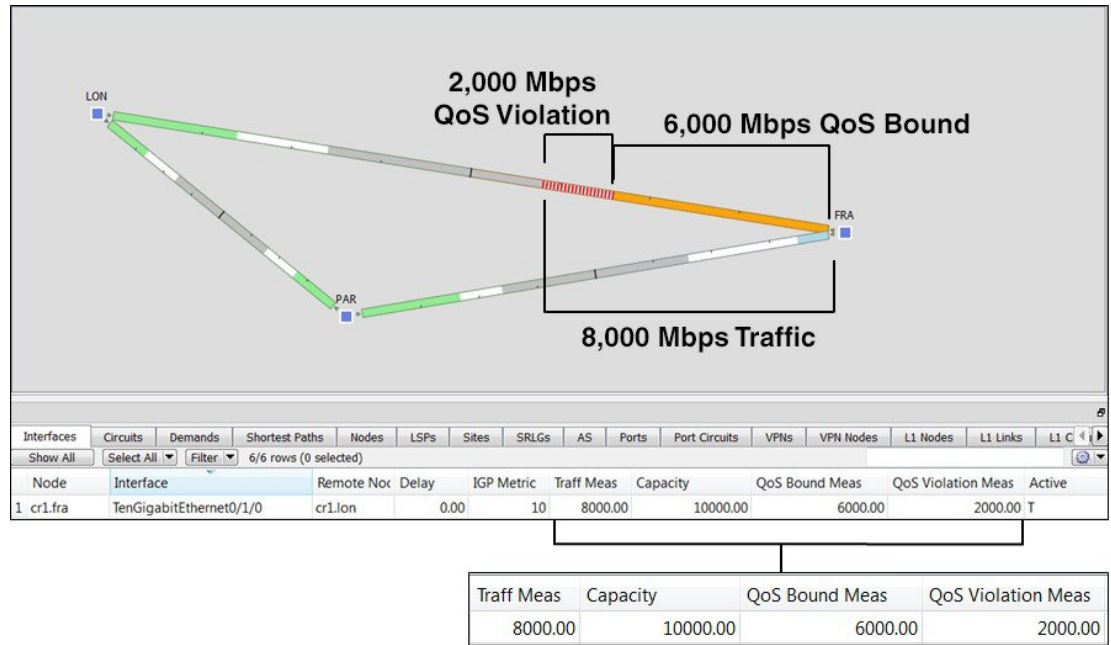 2,000 Mbps
QoS Violation
6,000 Mbps QoS Bound
LON
FRA
PAR
8,000 Mbps Traffic
Interfaces Circuits Demands Shortest Paths Nodes LSPs Sites SRLGs AS Ports Port Circuits VPNs VPN Nodes L1 Nodes L1 Links L1 C
Show All Select All Filter 6/6 rows (0 selected)
Node Interface Remote Noc Delay IGP Metric Traff Meas Capacity QoS Bound Meas QoS Violation Meas Active
1 cr1.fra TenGigabitEthernet0/1/0 cr1.lon 0.00 10 8000.00 10000.00 6000.00 2000.00 T
Traff Meas Capacity QoS Bound Meas QoS Violation Meas
8000.00 10000.00 6000.00 2000.00